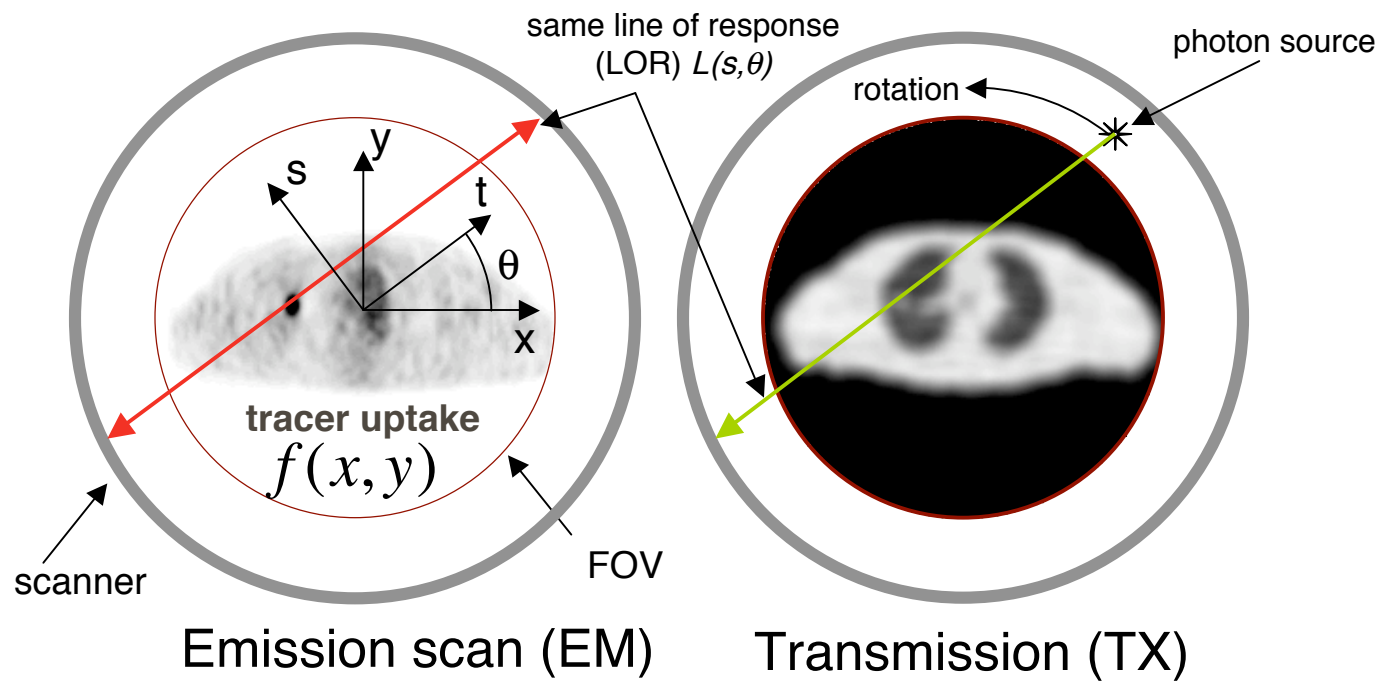 same line of response
(LOR) L(s,θ)
photon source
rotation
y
s
t
θ
x
tracer uptake
f(x,y)
scanner
FOV
Emission scan (EM)
Transmission (TX)